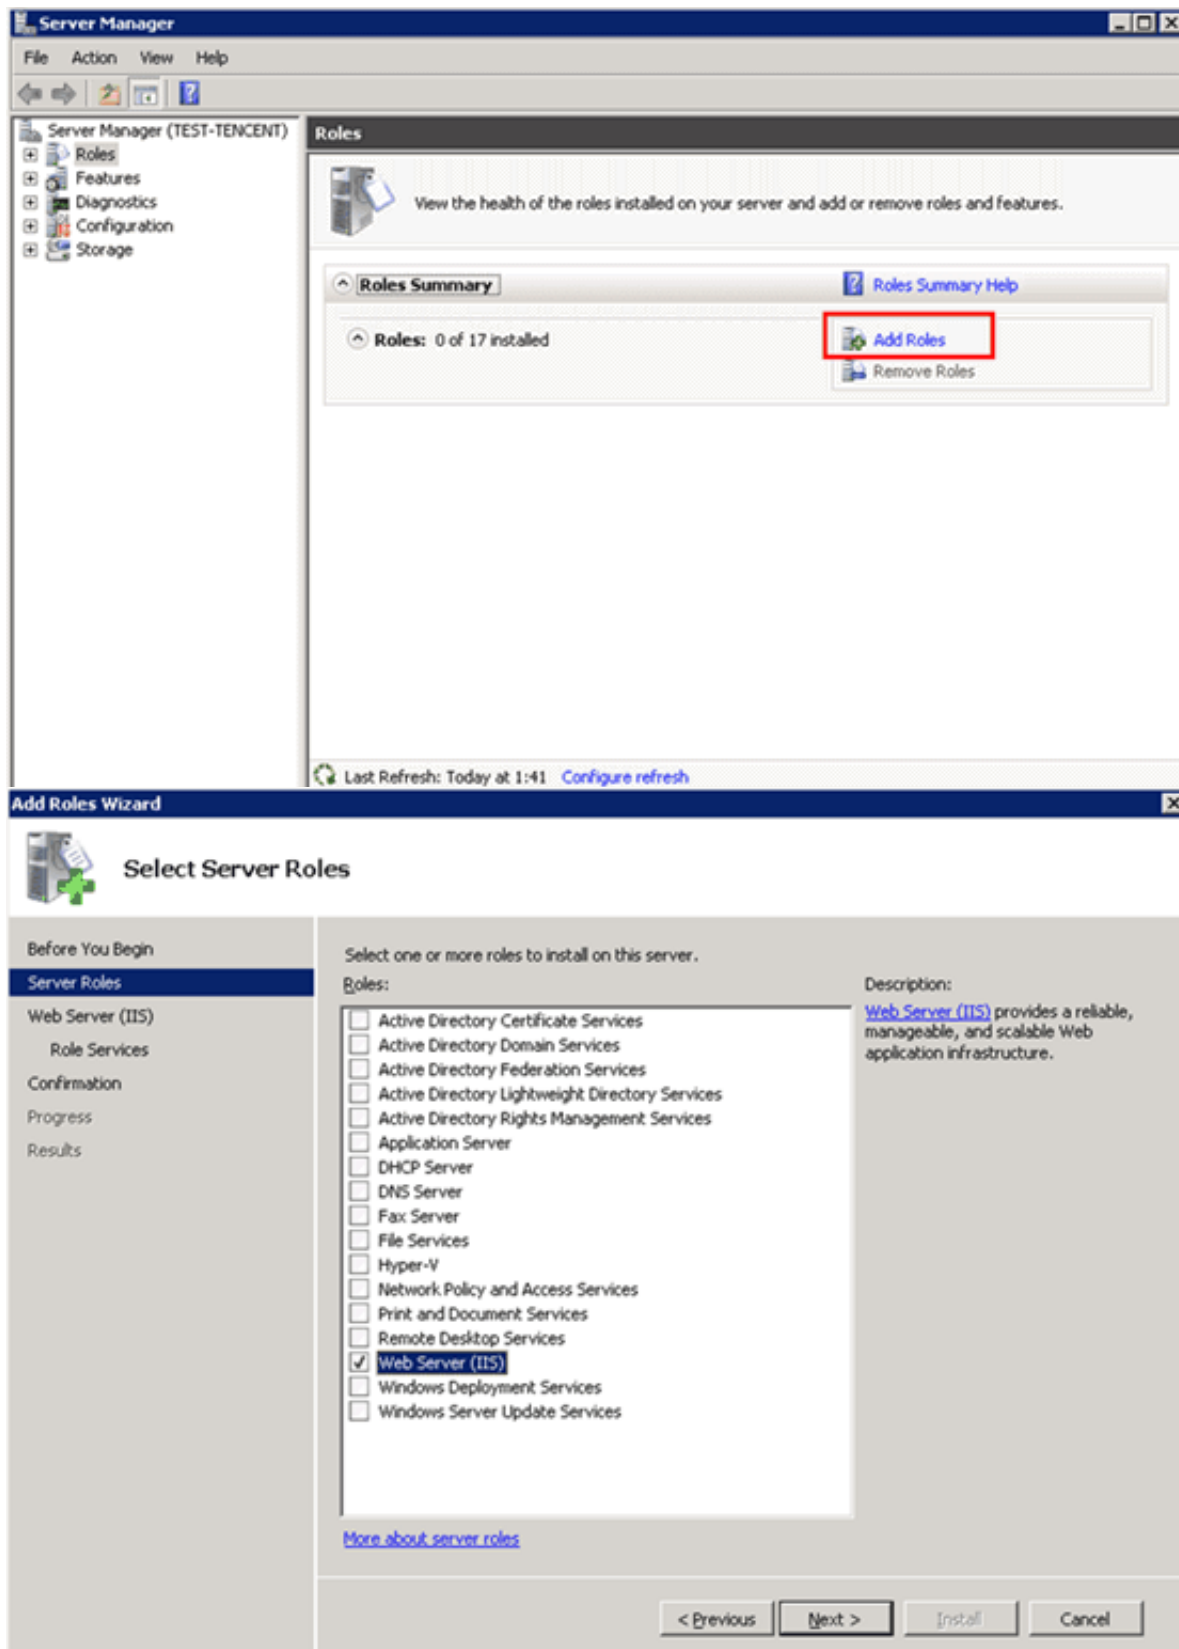 Server Manager
File Action View Help
Server Manager (TEST-TENCENT)
Roles
Features
Diagnostics
Configuration
Storage
Roles
View the health of the roles installed on your server and add or remove roles and features.
Roles Summary
Roles Summary Help
Roles: 0 of 17 installed
Add Roles
Remove Roles
Last Refresh: Today at 1:41 Configure refresh
Add Roles Wizard
Select Server Roles
Before You Begin
Server Roles
Web Server (IIS)
Role Services
Confirmation
Progress
Results
Select one or more roles to install on this server.
Roles:
Active Directory Certificate Services
Active Directory Domain Services
Active Directory Federation Services
Active Directory Lightweight Directory Services
Active Directory Rights Management Services
Application Server
DHCP Server
DNS Server
Fax Server
File Services
Hyper-V
Network Policy and Access Services
Print and Document Services
Remote Desktop Services
Web Server (IIS)
Windows Deployment Services
Windows Server Update Services
More about server roles
Description:
Web Server (IIS) provides a reliable,
manageable, and scalable Web
application infrastructure.
< Previous
Next >
Install
Cancel